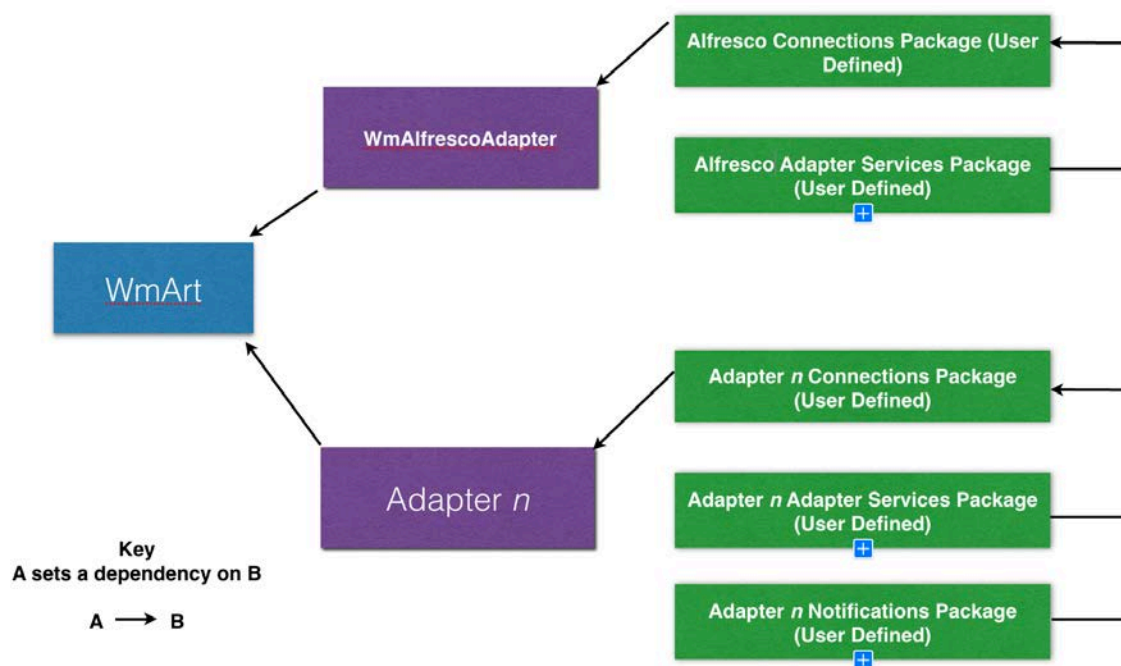 Alfresco Connections Package (User
Defined)
WmAlfrescoAdapter
Alfresco Adapter Services Package
(User Defined)
WmArt
Adapter n Connections Package
(User Defined)
Adapter n
Adapter n Adapter Services Package
(User Defined)
Key
A sets a dependency on B
A B
Adapter n Notifications Package
(User Defined)